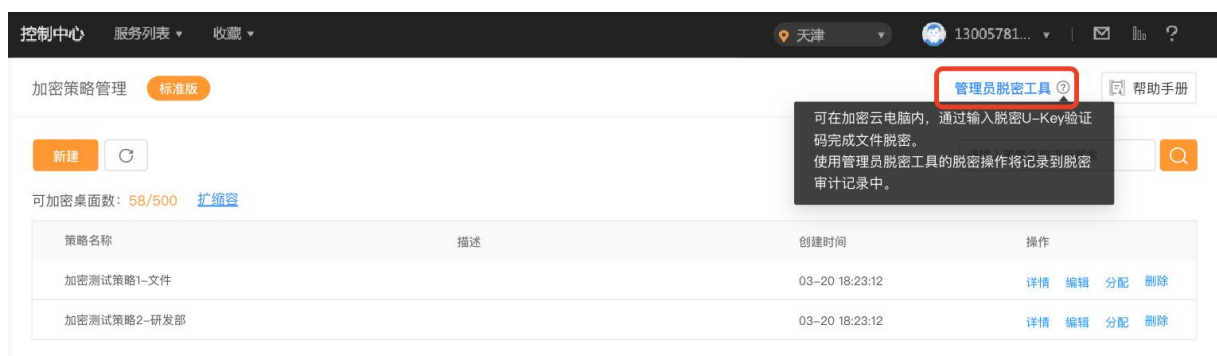 控制中心 服务列表 收藏 天津 13005781...
加密策略管理 标准版 管理员脱密工具 帮助手册
可在加密云电脑内，通过输入脱密U-Key验证
码完成文件脱密。
使用管理员脱密工具的脱密操作将记录到脱密
审计记录中。
新建
可加密桌面数：58/500 扩缩容
策略名称 描述 创建时间 操作
加密测试策略1-文件 03-20 18:23:12 详情 编辑 分配 删除
加密测试策略2-研发部 03-20 18:23:12 详情 编辑 分配 删除